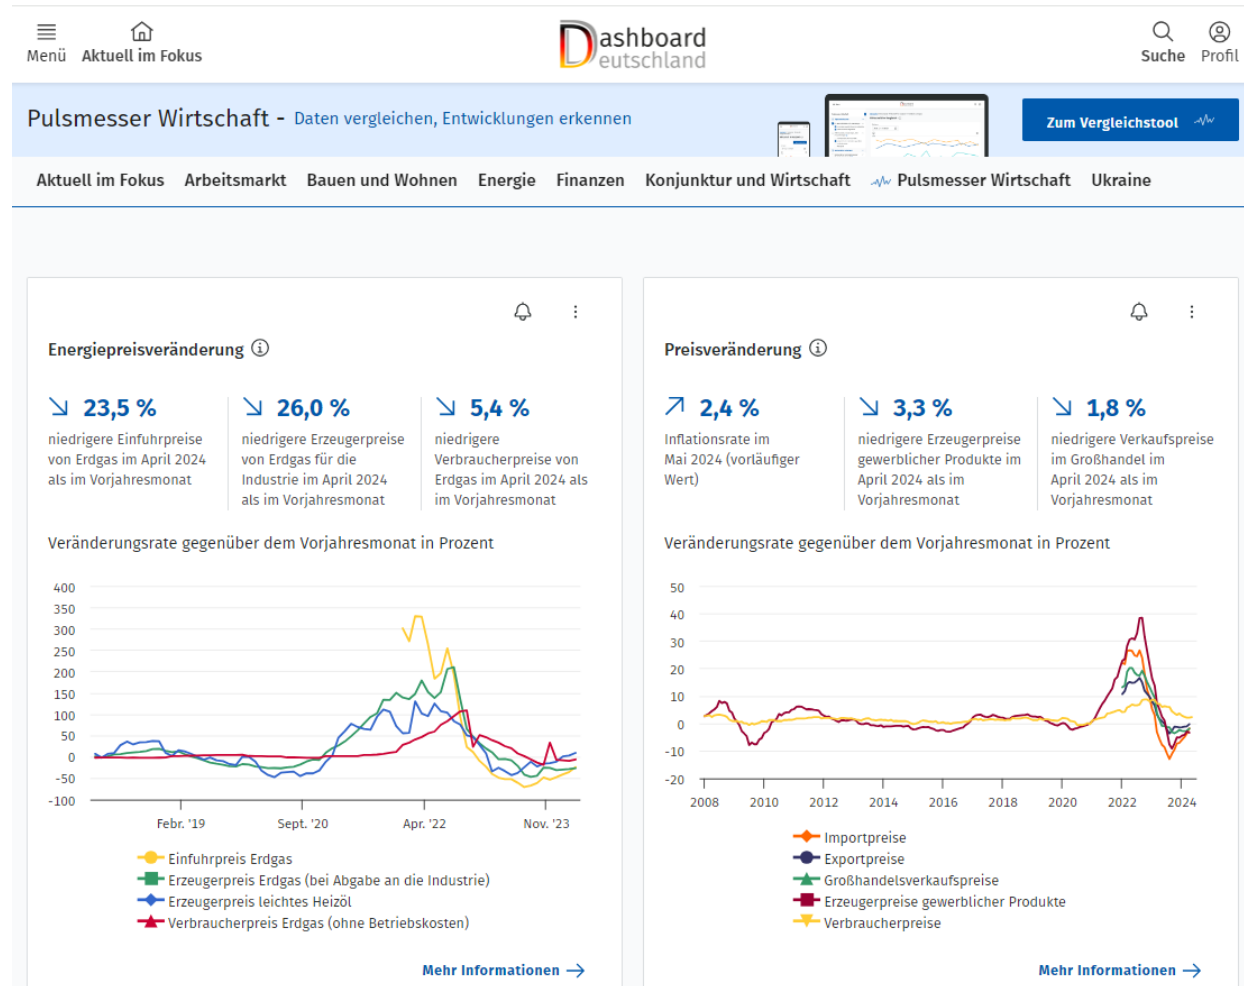 Menü
Aktuell im Fokus
Dashboard
Deutschland
Suche
Profil
Pulsmesser Wirtschaft - Daten vergleichen, Entwicklungen erkennen
Zum Vergleichstool
Aktuell im Fokus Arbeitsmarkt Bauen und Wohnen Energie Finanzen Konjunktur und Wirtschaft Pulsmesser Wirtschaft Ukraine
Energiepreisveränderung
23,5 %
niedrigere Einfuhrpreise
von Erdgas im April 2024
als im Vorjahresmonat
26,0 %
niedrigere Erzeugerpreise
von Erdgas für die
Industrie im April 2024
als im Vorjahresmonat
5,4 %
niedrigere
Verbraucherpreise von
Erdgas im April 2024 als
im Vorjahresmonat
Veränderungsrate gegenüber dem Vorjahresmonat in Prozent
400
350
300
250
200
150
100
50
0
-50
-100
Febr. '19
Sept. '20
Apr. '22
Nov. '23
Einfuhrpreis Erdgas
Erzeugerpreis Erdgas (bei Abgabe an die Industrie)
Erzeugerpreis leichtes Heizöl
Verbraucherpreis Erdgas (ohne Betriebskosten)
Mehr Informationen
Preisveränderung
2,4 %
Inflationsrate im
Mai 2024 (vorläufiger
Wert)
3,3 %
niedrigere Erzeugerpreise
gewerblicher Produkte im
April 2024 als im
Vorjahresmonat
1,8 %
niedrigere Verkaufspreise
im Großhandel im
April 2024 als im
Vorjahresmonat
Veränderungsrate gegenüber dem Vorjahresmonat in Prozent
50
40
30
20
10
0
-10
-20
2008
2010
2012
2014
2016
2018
2020
2022
2024
Importpreise
Exportpreise
Großhandelsverkaufspreise
Erzeugerpreise gewerblicher Produkte
Verbraucherpreise
Mehr Informationen